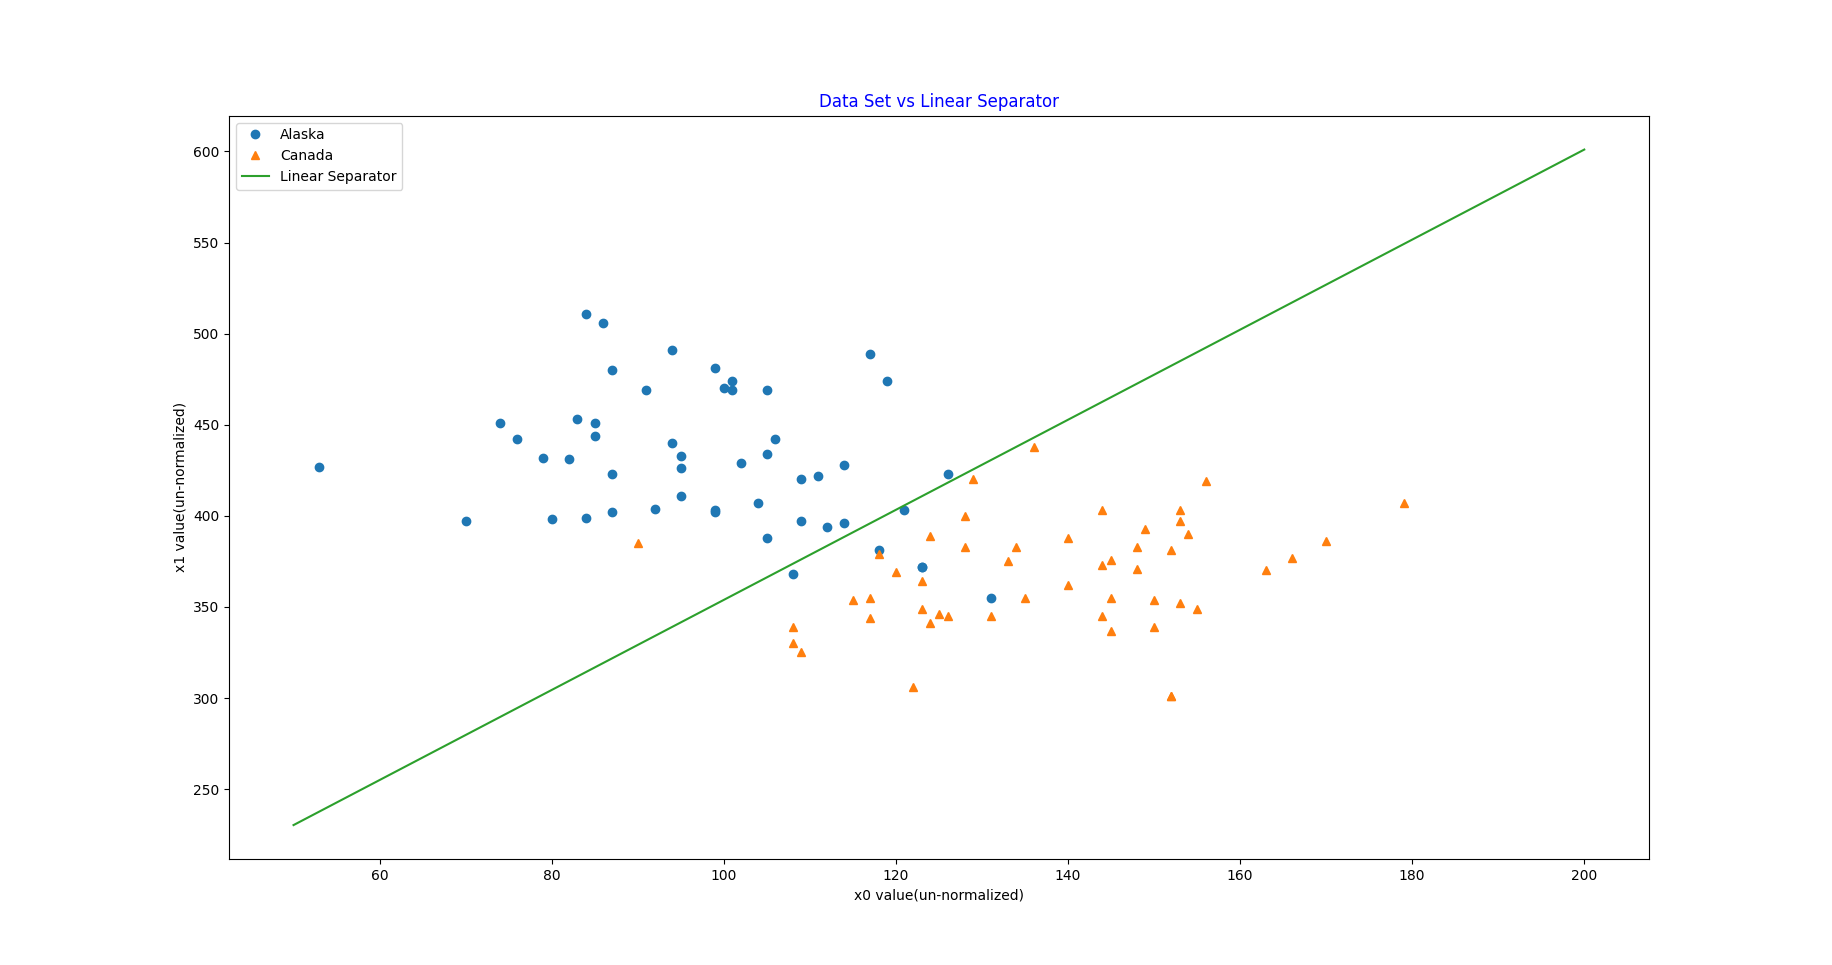 Data Set vs Linear Separator
Alaska
Canada
Linear Separator
600
550
500
450
400
350
300
250
x1 value(un-normalized)
60 80 100 120 140 160 180 200
x0 value(un-normalized)